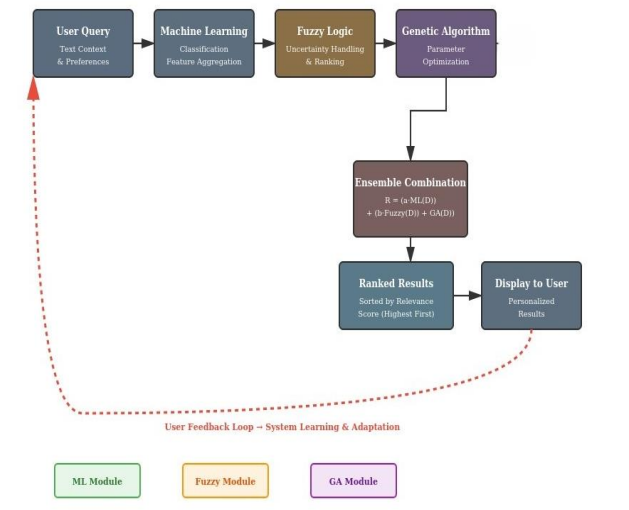 User Query
Text Context
& Preferences
Machine Learning
Classification
Feature Aggregation
Fuzzy Logic
Uncertainty Handling
& Ranking
Genetic Algorithm
Parameter
Optimization
Ensemble Combination
R = (a·ML(D))
+ (b·Fuzzy(D)) + GA(D))
Ranked Results
Sorted by Relevance
Score (Highest First)
Display to User
Personalized
Results
User Feedback Loop → System Learning & Adaptation
ML Module
Fuzzy Module
GA Module